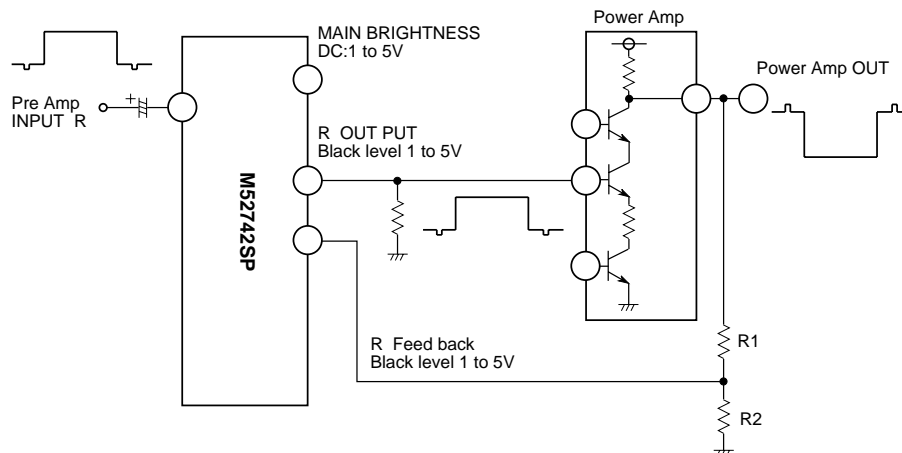 Power Amp
MAIN BRIGHTNESS
DC:1 to 5V
Power Amp OUT
Pre Amp
INPUT R
+
R OUT PUT
Black level 1 to 5V
M52742SP
R Feed back
Black level 1 to 5V
R1
R2